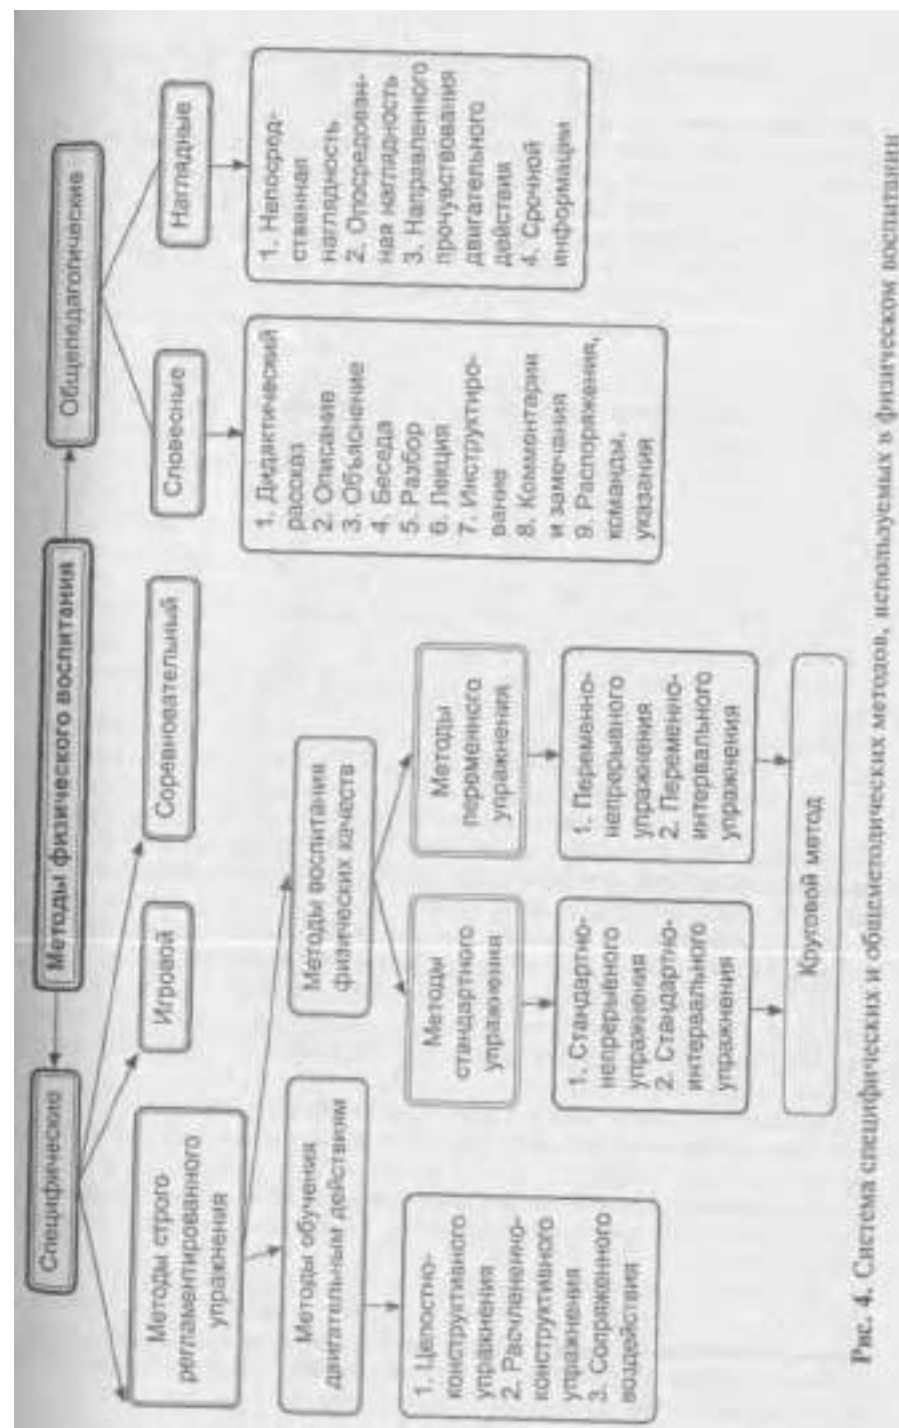 Методы физического воспитания
Специфические
Общепедагогические
Методы строго
регламентированного
упражнения
Игровой
Соревновательный
Словесные
Наглядные
Методы обучения
двигательным действиям
Методы воспитания
физических качеств
1. Целостно-
конструктивного
упражнения
2. Расчлененно-
конструктивного
упражнения
3. Сопряженного
воздействия
Методы
стандартного
упражнения
Методы
переменного
упражнения
1. Стандартно-
непрерывного
упражнения
2. Стандартно-
интервального
упражнения
1. Переменно-
непрерывного
упражнения
2. Переменно-
интервального
упражнения
Круговой метод
1. Дидактический
рассказ
2. Описание
3. Объяснение
4. Беседа
5. Разбор
6. Лекция
7. Инструктиро-
вание
8. Комментарии
и замечания
9. Распоряжения,
команды,
указания
1. Непосред-
ственная
наглядность
2. Опосредован-
ная наглядность
3. Направленного
прочувствования
двигательного
действия
4. Срочной
информации
Рис. 4. Система специфических и общеметодических методов, используемых в физическом воспитании